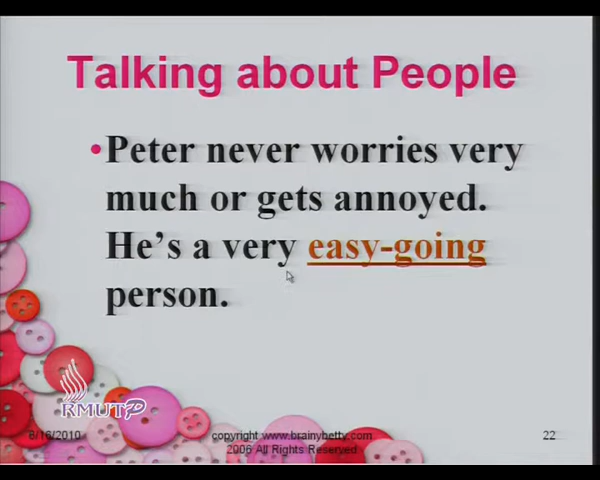 Talking about People
•Peter never worries very
much or gets annoyed.
He's a very easy-going
person.
RMUTP
8/16/2010
copyright www.brainybetty.com
2006 All Rights Reserved
22